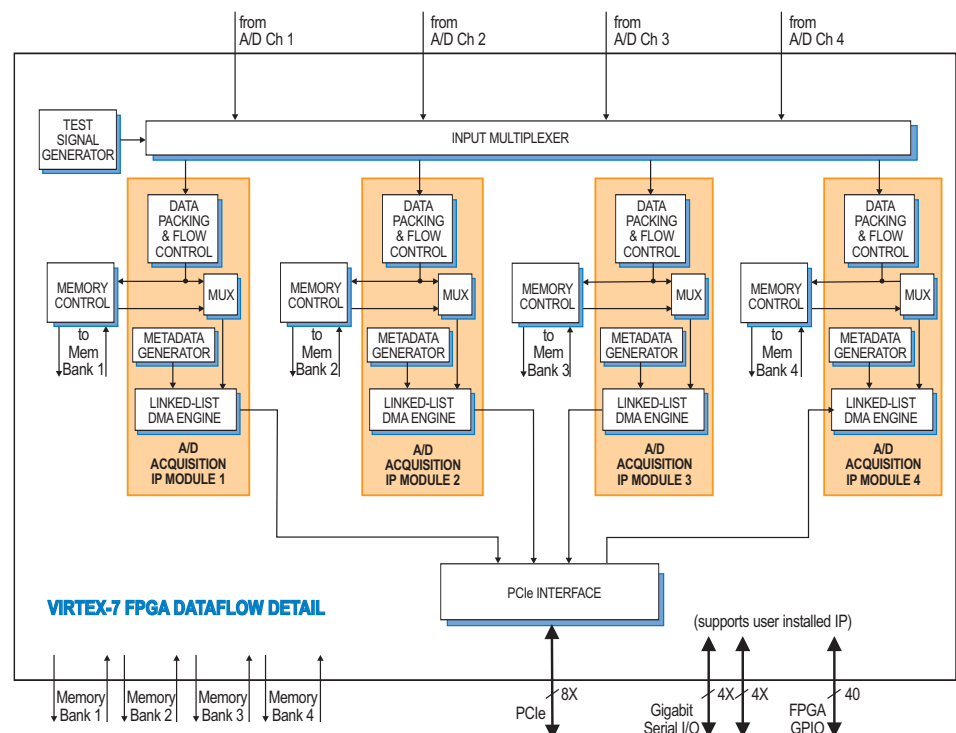 from
A/D Ch 1
from
A/D Ch 2
from
A/D Ch 3
from
A/D Ch 4
TEST
SIGNAL
GENERATOR
INPUT MULTIPLEXER
DATA
PACKING
& FLOW
CONTROL
DATA
PACKING
& FLOW
CONTROL
DATA
PACKING
& FLOW
CONTROL
DATA
PACKING
& FLOW
CONTROL
MEMORY
CONTROL
MUX
MEMORY
CONTROL
MUX
MEMORY
CONTROL
MUX
MEMORY
CONTROL
MUX
to
Mem
Bank 1
METADATA
GENERATOR
to
Mem
Bank 2
METADATA
GENERATOR
to
Mem
Bank 3
METADATA
GENERATOR
to
Mem
Bank 4
METADATA
GENERATOR
LINKED-LIST
DMA ENGINE
LINKED-LIST
DMA ENGINE
LINKED-LIST
DMA ENGINE
LINKED-LIST
DMA ENGINE
A/D
ACQUISITION
IP MODULE 1
A/D
ACQUISITION
IP MODULE 2
A/D
ACQUISITION
IP MODULE 3
A/D
ACQUISITION
IP MODULE 4
PCIe INTERFACE
VIRTEX-7 FPGA DATAFLOW DETAIL
(supports user installed IP)
Memory
Bank 1
Memory
Bank 2
Memory
Bank 3
Memory
Bank 4
8X
PCIe
4X
4X
Gigabit
Serial I/O
40
FPGA
GPIO